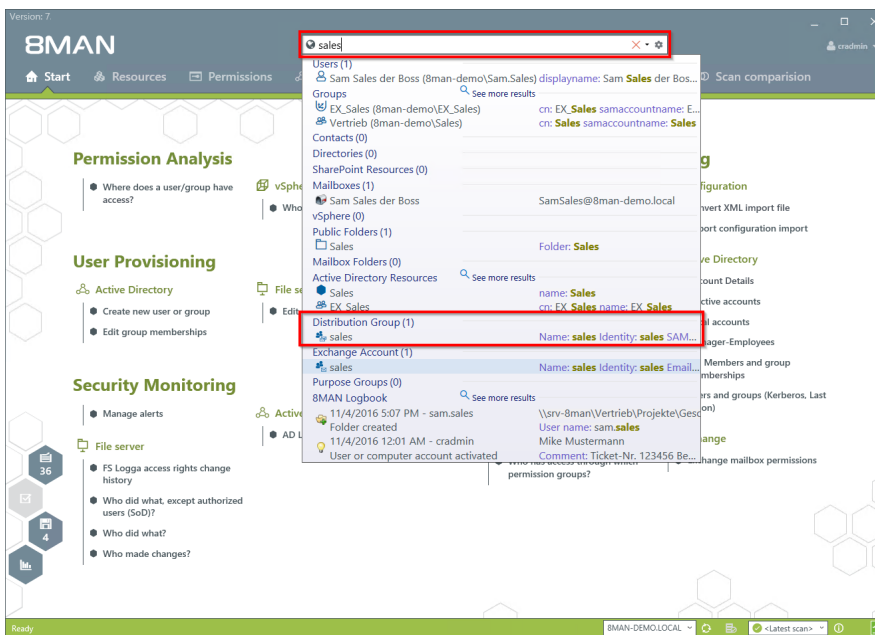 Version: 7.
8MAN
sales
cradmin
Start
Resources
Permissions
Scan comparision
Users (1)
Sam Sales der Boss (8man-demo\Sam.Sales) displayname: Sam Sales der Bos...
Groups
See more results
EX_Sales (8man-demo\EX_Sales) cn: EX_Sales samaccountname: E...
Vertrieb (8man-demo\Sales) cn: Sales samaccountname: Sales
Contacts (0)
Directories (0)
SharePoint Resources (0)
Mailboxes (1)
Sam Sales der Boss SamSales@8man-demo.local
vSphere (0)
Public Folders (1)
Sales Folder: Sales
Mailbox Folders (0)
Active Directory Resources
See more results
Sales name: Sales
EX_Sales cn: EX_Sales name: EX_Sales
Distribution Group (1)
sales Name: sales Identity: sales SAM...
Exchange Account (1)
sales Name: sales Identity: sales Email...
Purpose Groups (0)
8MAN Logbook
See more results
11/4/2016 5:07 PM - sam.sales \\srv-8man\Vertrieb\Projekte\Gesc
Folder created User name: sam.sales
11/4/2016 12:01 AM - cradmin Mike Mustermann
User or computer account activated Comment: Ticket-Nr. 123456 Be...
Permission Analysis
Where does a user/group have
access?
vSphe
Who
User Provisioning
Active Directory
Create new user or group
Edit group memberships
File se
Edit
Security Monitoring
Manage alerts
File server
FS Logga access rights change
history
Who did what, except authorized
users (SoD)?
Who did what?
Who made changes?
Active
AD L
Who has access through which
permission groups?
g
figuration
nvert XML import file
port configuration import
ve Directory
count Details
ctive accounts
al accounts
nager-Employees
Members and group
mberships
ers and groups (Kerberos, Last
on)
ange
change mailbox permissions
36
4
Ready
8MAN-DEMO.LOCAL
<Latest scan>